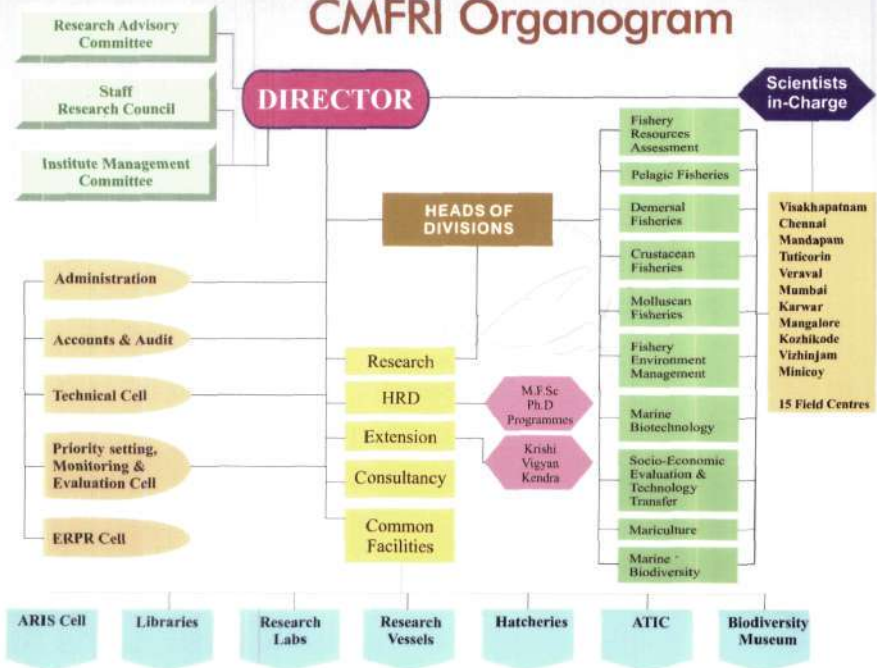 CMFRI Organogram
Research Advisory
Committee
Staff
Research Council
Institute Management
Committee
DIRECTOR
Scientists
in-Charge
HEADS OF
DIVISIONS
Fishery
Resources
Assessment
Pelagic Fisheries
Demersal
Fisheries
Crustacean
Fisheries
Molluscan
Fisheries
Fishery
Environment
Management
Marine
Biotechnology
Socio-Economic
Evaluation &
Technology
Transfer
Mariculture
Marine
Biodiversity
Visakhapatnam
Chennai
Mandapam
Tuticorin
Veraval
Mumbai
Karwar
Mangalore
Kozhikode
Vizhinjam
Minicoy
15 Field Centres
Administration
Accounts & Audit
Technical Cell
Priority setting,
Monitoring &
Evaluation Cell
ERPR Cell
Research
HRD
Extension
Consultancy
Common
Facilities
M.F.Sc
Ph.D
Programmes
Krishi
Vigyan
Kendra
ARIS Cell
Libraries
Research
Labs
Research
Vessels
Hatcheries
ATIC
Biodiversity
Museum